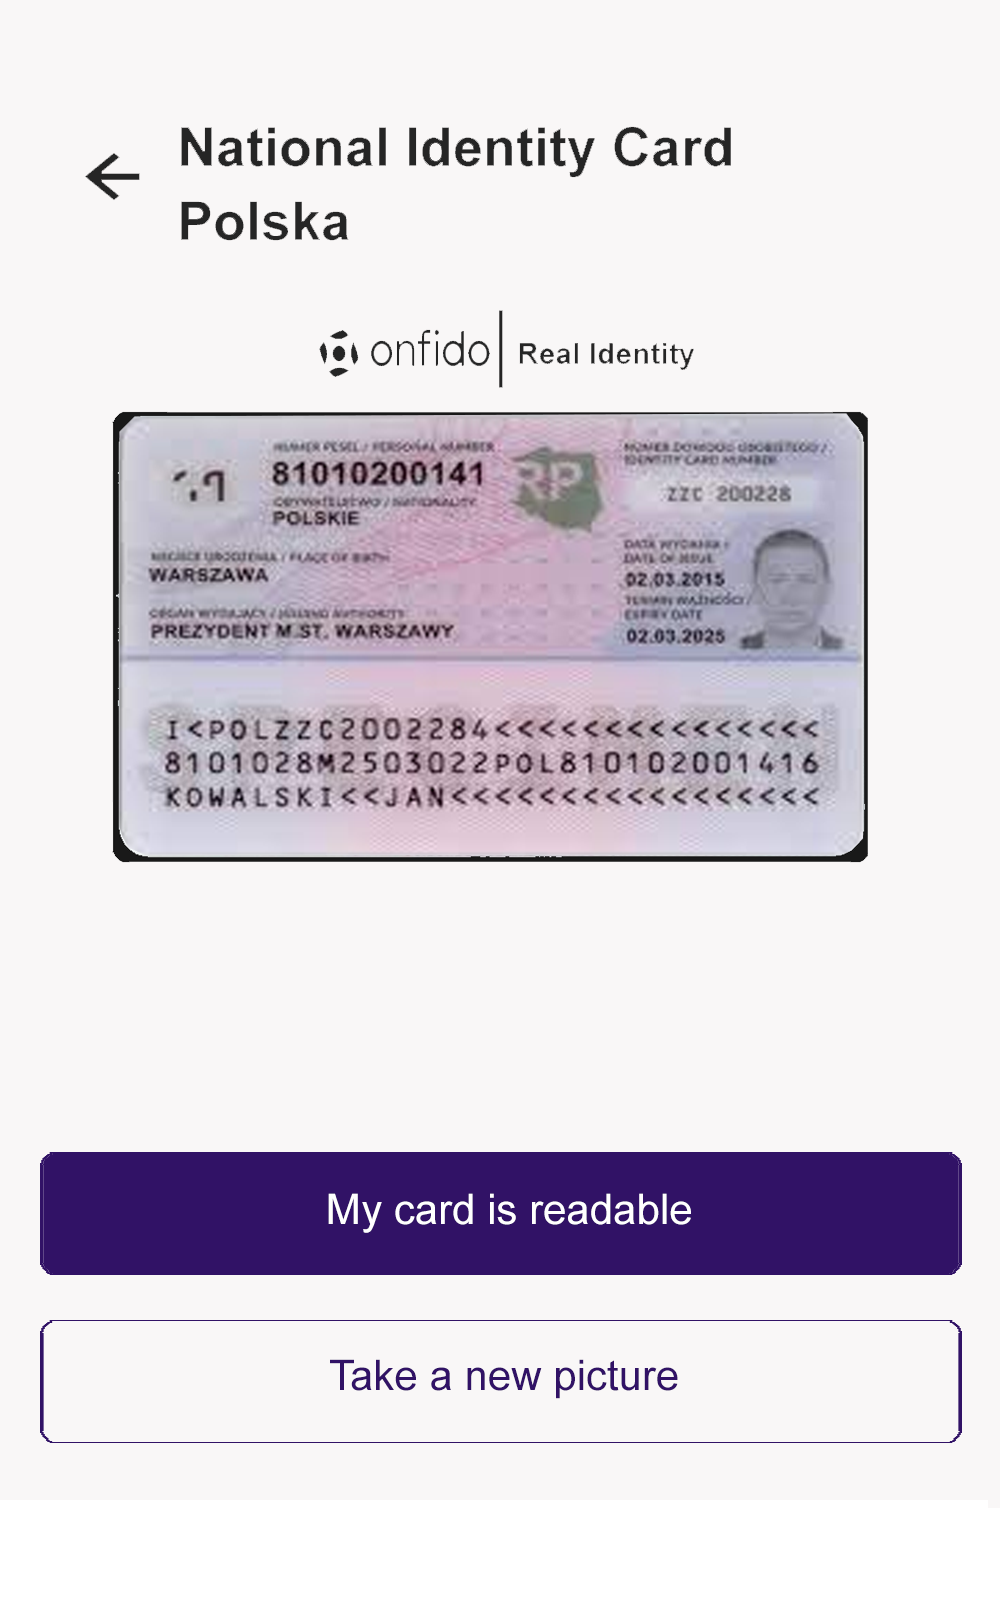 National Identity Card
Polska
onfido | Real Identity
NUMER PESEL / PERSONAL NUMBER
81010200141
OBYWATELSTWO / NATIONALITY
POLSKIE
MIEJSCE URODZENIA / PLACE OF BIRTH
WARSZAWA
ORGAN WYDAJĄCY / ISSUING AUTHORITY
PREZYDENT M.ST. WARSZAWY
RP
NUMER DOWODU OSOBISTEGO /
IDENTITY CARD NUMBER
ZZC 200228
DATA WYDANIA /
DATE OF ISSUE
02.03.2015
TERMIN WAŻNOŚCI /
EXPIRY DATE
02.03.2025
I<POLZZC2002284<<<<<<<<<<<<<<<
8101028M2503022POL810102001416
KOWALSKI<<JAN<<<<<<<<<<<<<<<<<
My card is readable
Take a new picture